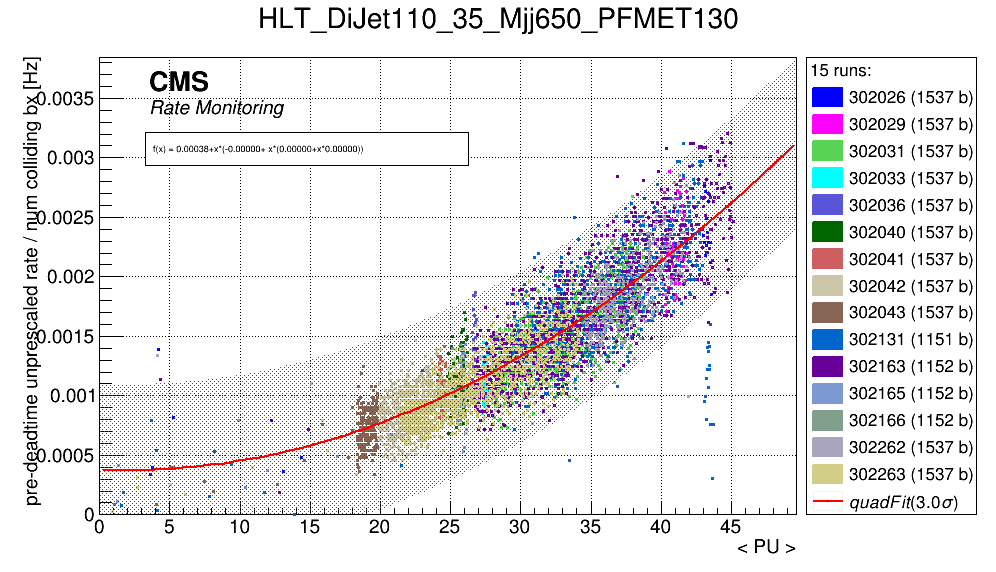 HLT_DiJet110_35_Mjj650_PFMET130
pre-deadtime unprescaled rate / num colliding bx [Hz]
CMS
Rate Monitoring
f(x) = 0.00038+x*(-0.00000+ x*(0.00000+x*0.00000))
0.0035
0.003
0.0025
0.002
0.0015
0.001
0.0005
0
0 5 10 15 20 25 30 35 40 45
< PU >
15 runs:
302026 (1537 b)
302029 (1537 b)
302031 (1537 b)
302033 (1537 b)
302036 (1537 b)
302040 (1537 b)
302041 (1537 b)
302042 (1537 b)
302043 (1537 b)
302131 (1151 b)
302163 (1152 b)
302165 (1152 b)
302166 (1152 b)
302262 (1537 b)
302263 (1537 b)
quadFit(3.0σ)